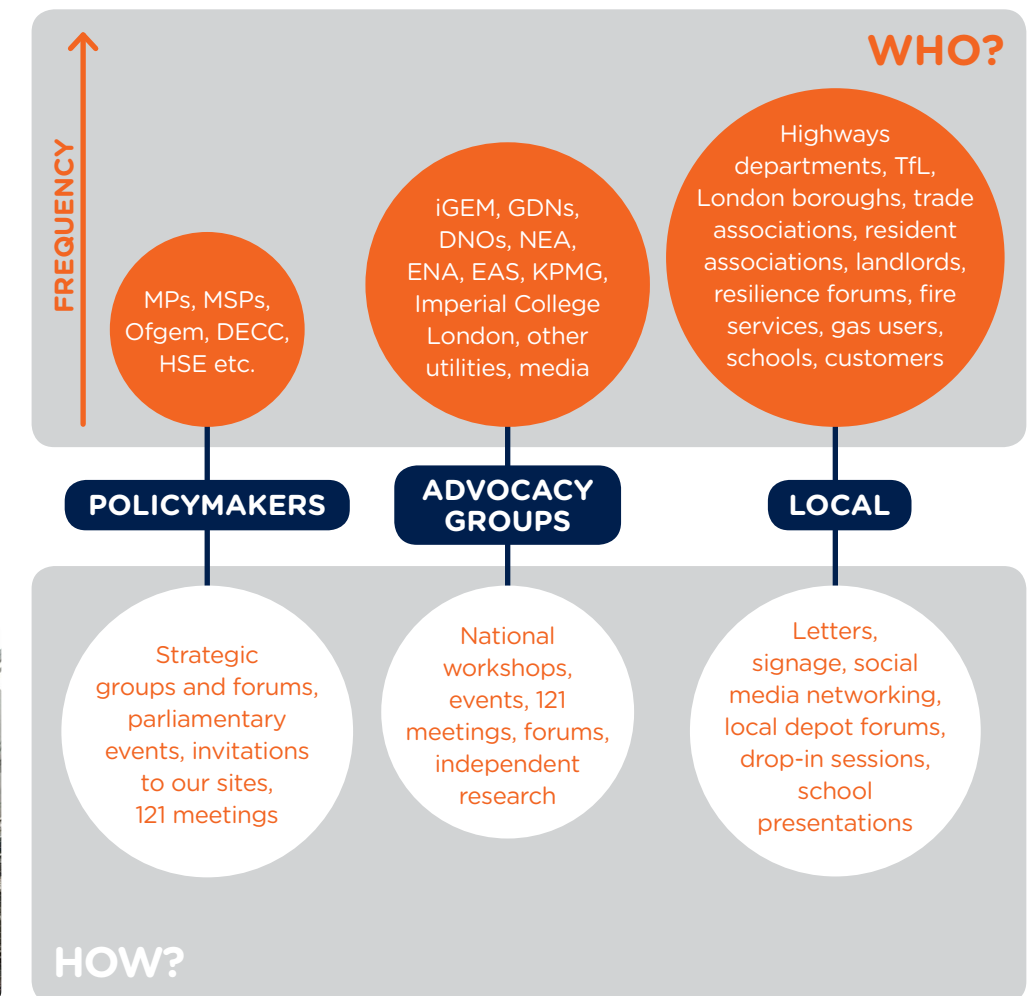 WHO?
FREQUENCY
MPs, MSPs,
Ofgem, DECC,
HSE etc.
iGEM, GDNs,
DNOs, NEA,
ENA, EAS, KPMG,
Imperial College
London, other
utilities, media
Highways
departments, TfL,
London boroughs, trade
associations, resident
associations, landlords,
resilience forums, fire
services, gas users,
schools, customers
POLICYMAKERS
ADVOCACY
GROUPS
LOCAL
Strategic
groups and forums,
parliamentary
events, invitations
to our sites,
121 meetings
National
workshops,
events, 121
meetings, forums,
independent
research
Letters,
signage, social
media networking,
local depot forums,
drop-in sessions,
school
presentations
HOW?